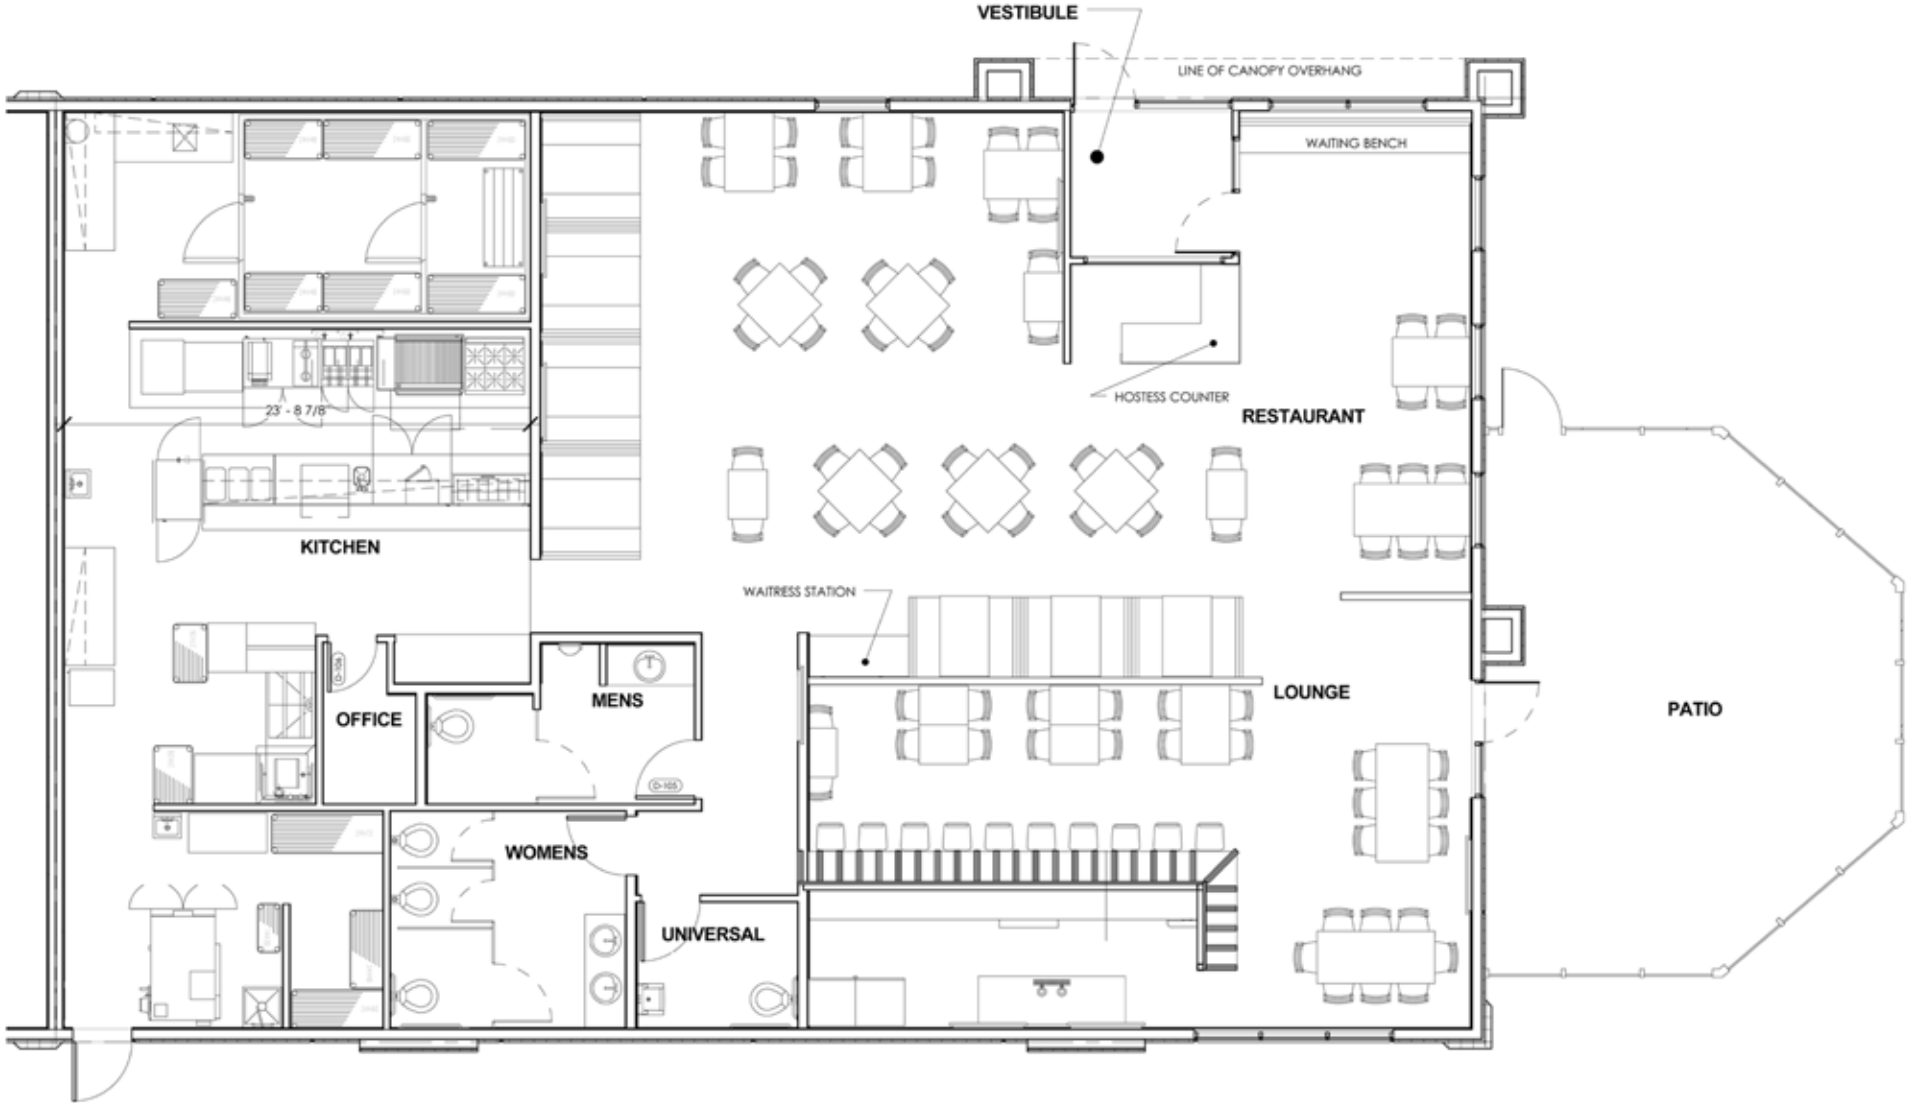 VESTIBULE
LINE OF CANOPY OVERHANG
WAITING BENCH
HOSTESS COUNTER
23' - 8 7/8"
RESTAURANT
KITCHEN
WAITRESS STATION
D-106
MENS
LOUNGE
OFFICE
PATIO
D-105
WOMENS
UNIVERSAL